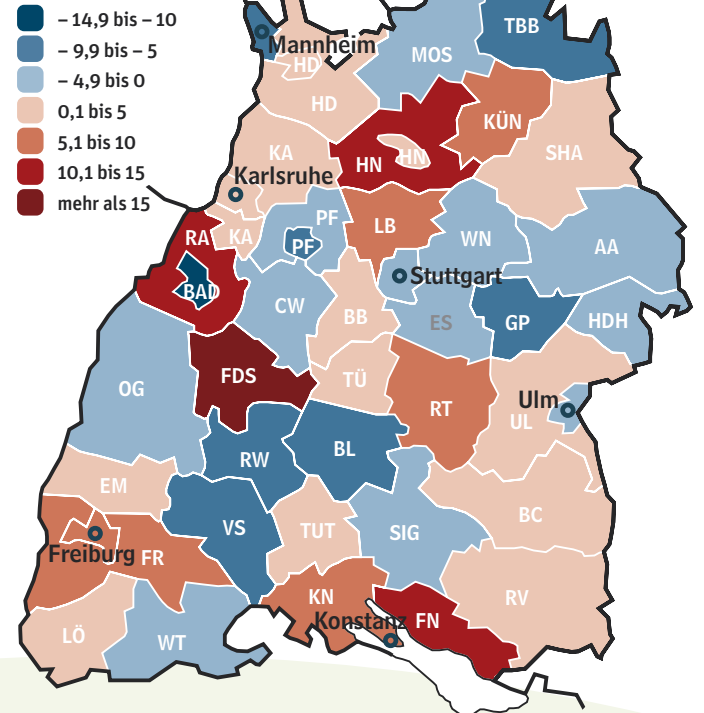 – 14,9 bis – 10
– 9,9 bis – 5
– 4,9 bis 0
0,1 bis 5
5,1 bis 10
10,1 bis 15
mehr als 15
TBB
Mannheim
MOS
HD
HD
KÜN
KA
HN
HN
SHA
Karlsruhe
PF
LB
RA
KA
PF
WN
AA
Stuttgart
BAD
CW
BB
ES
GP
HDH
FDS
TÜ
OG
Ulm
RT
UL
BL
RW
EM
VS
TUT
SIG
BC
Freiburg
FR
KN
RV
Konstanz
FN
LÖ
WT